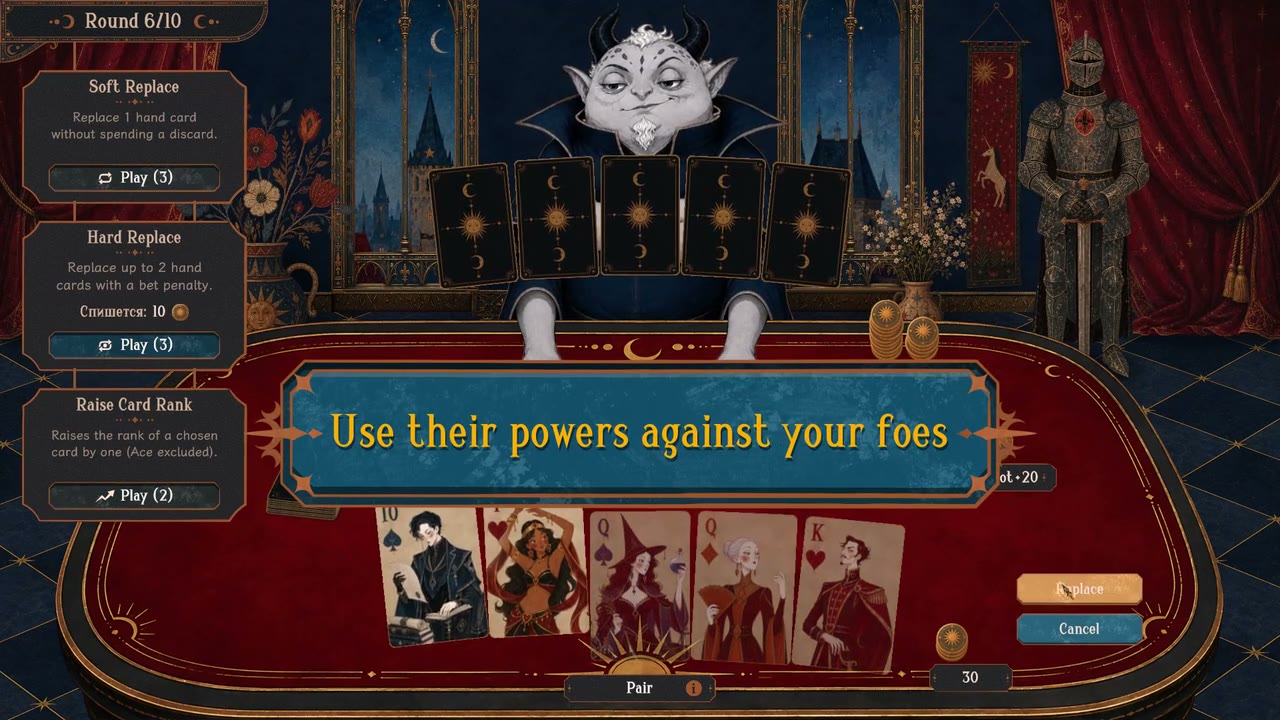 Round 6/10
Soft Replace
Replace 1 hand card
without spending a discard.
Play (3)
Hard Replace
Replace up to 2 hand
cards with a bet penalty.
Спишется: 10
Play (3)
Raise Card Rank
Raises the rank of a chosen
card by one (Ace excluded).
Play (2)
Use their powers against your foes
+20
10
Q
Q
K
Replace
Cancel
30
Pair